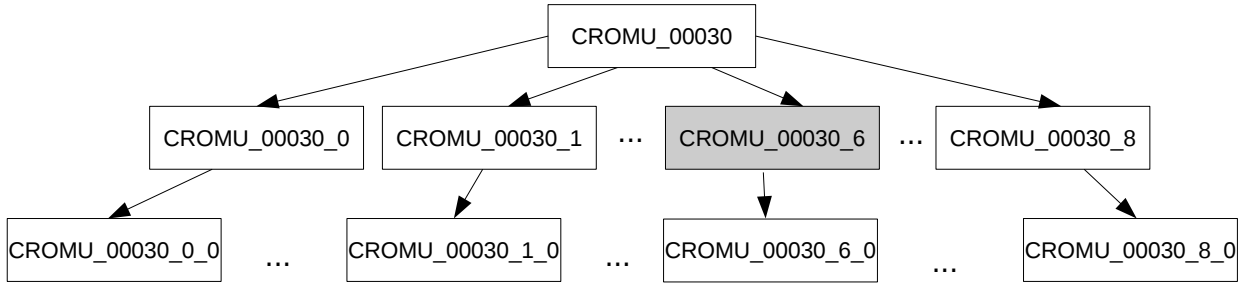 CROMU_00030
CROMU_00030_0
CROMU_00030_1
...
CROMU_00030_6
...
CROMU_00030_8
CROMU_00030_0_0
...
CROMU_00030_1_0
...
CROMU_00030_6_0
...
CROMU_00030_8_0